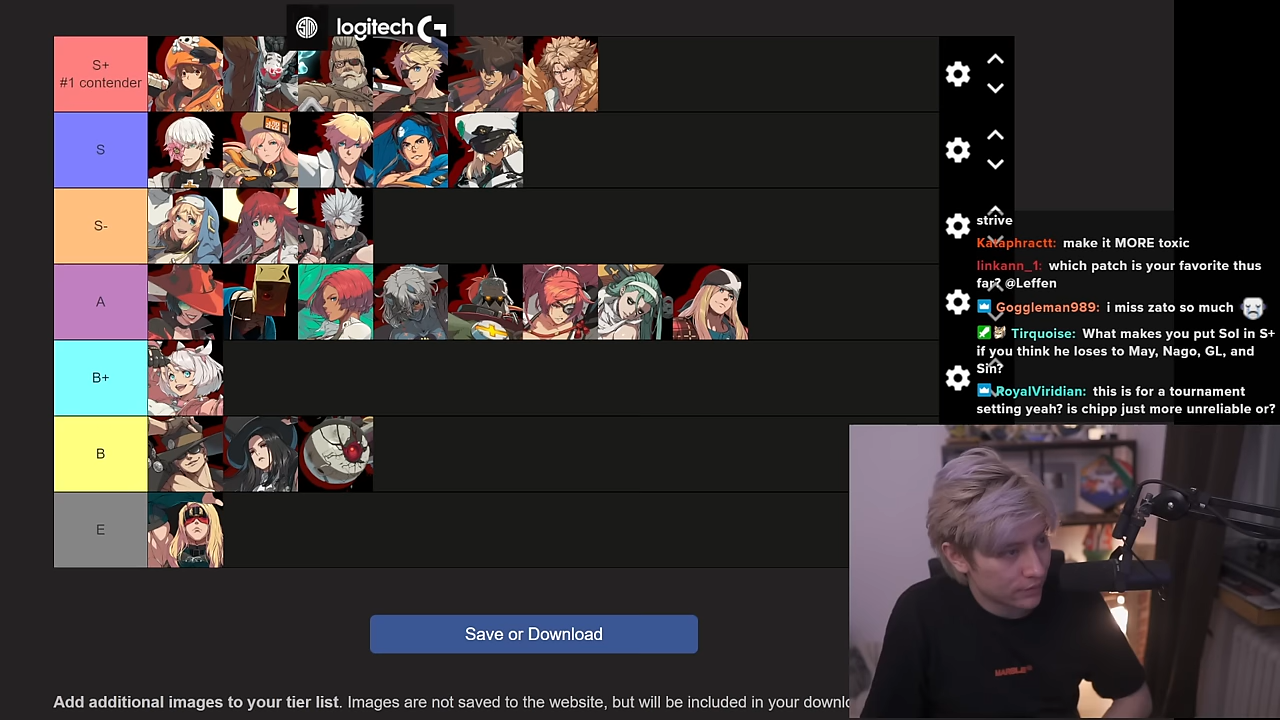 logitech G
S+
#1 contender
S
S-
A
B+
B
E
strive
Kataphractt: make it MORE toxic
linkann_1: which patch is your favorite thus
far? @Leffen
Goggleman989: i miss zato so much
Tirquoise: What makes you put Sol in S+
if you think he loses to May, Nago, GL, and
Sin?
RoyalViridian: this is for a tournament
setting yeah? is chipp just more unreliable or?
Save or Download
Add additional images to your tier list. Images are not saved to the website, but will be included in your downlo